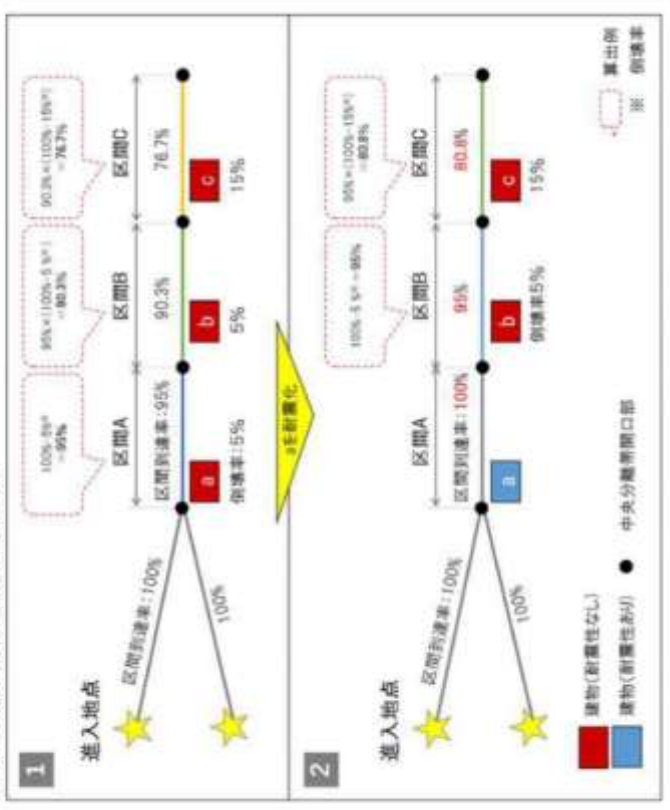 1
進入地点
区間到達率:100%
100%
100%-5%※
=95%
95%×(100%-5%※)
=90.3%
90.3%×(100%-15%※)
=76.7%
区間A
区間B
区間C
区間到達率:95%
90.3%
76.7%
a
b
c
倒壊率:5%
5%
15%
aを耐震化
2
進入地点
区間到達率:100%
100%
100%-5%※=95%
95%×(100%-15%※)
=80.8%
区間A
区間B
区間C
区間到達率:100%
95%
80.8%
a
b
c
倒壊率5%
15%
建物(耐震性なし)
建物(耐震性あり)
中央分離帯開口部
算出例
※ 倒壊率